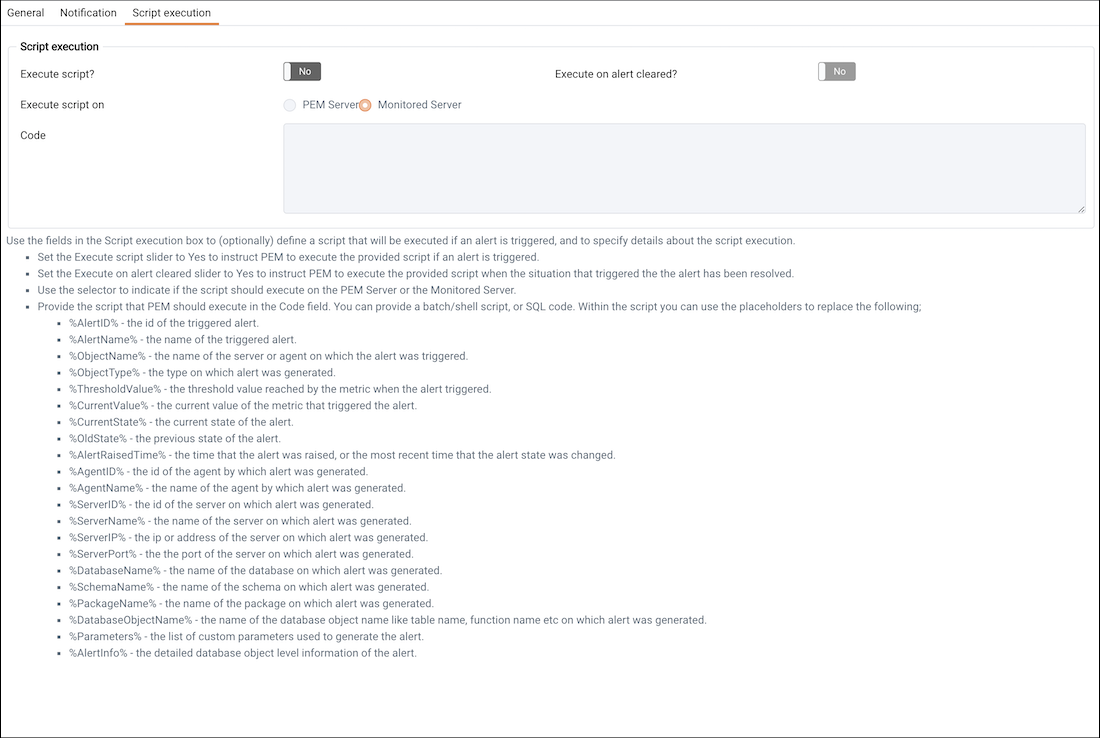 General Notification Script execution
Script execution
Execute script? No Execute on alert cleared? No
Execute script on PEM Server Monitored Server
Code
Use the fields in the Script execution box to (optionally) define a script that will be executed if an alert is triggered, and to specify details about the script execution.
Set the Execute script slider to Yes to instruct PEM to execute the provided script if an alert is triggered.
Set the Execute on alert cleared slider to Yes to instruct PEM to execute the provided script when the situation that triggered the the alert has been resolved.
Use the selector to indicate if the script should execute on the PEM Server or the Monitored Server.
Provide the script that PEM should execute in the Code field. You can provide a batch/shell script, or SQL code. Within the script you can use the placeholders to replace the following;
%AlertID% - the id of the triggered alert.
%AlertName% - the name of the triggered alert.
%ObjectName% - the name of the server or agent on which the alert was triggered.
%ObjectType% - the type on which alert was generated.
%ThresholdValue% - the threshold value reached by the metric when the alert triggered.
%CurrentValue% - the current value of the metric that triggered the alert.
%CurrentState% - the current state of the alert.
%OldState% - the previous state of the alert.
%AlertRaisedTime% - the time that the alert was raised, or the most recent time that the alert state was changed.
%AgentID% - the id of the agent by which alert was generated.
%AgentName% - the name of the agent by which alert was generated.
%ServerID% - the id of the server on which alert was generated.
%ServerName% - the name of the server on which alert was generated.
%ServerIP% - the ip or address of the server on which alert was generated.
%ServerPort% - the the port of the server on which alert was generated.
%DatabaseName% - the name of the database on which alert was generated.
%SchemaName% - the name of the schema on which alert was generated.
%PackageName% - the name of the package on which alert was generated.
%DatabaseObjectName% - the name of the database object name like table name, function name etc on which alert was generated.
%Parameters% - the list of custom parameters used to generate the alert.
%AlertInfo% - the detailed database object level information of the alert.